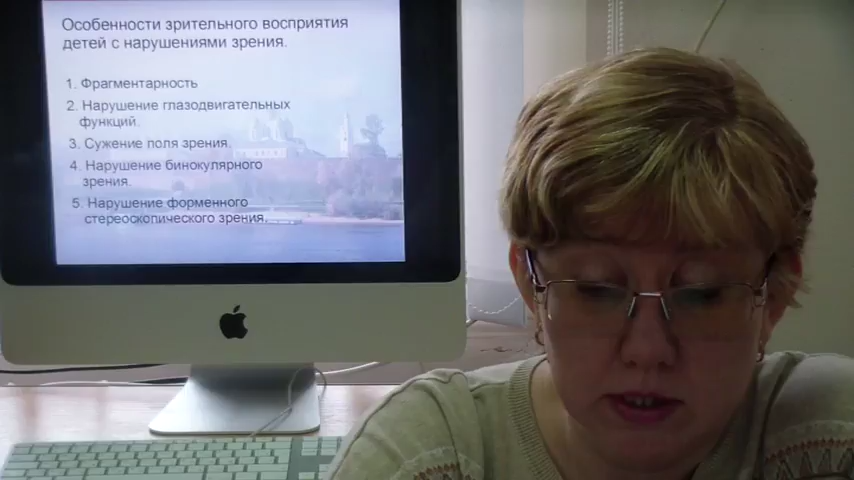 Особенности зрительного восприятия
детей с нарушениями зрения.
1. Фрагментарность
2. Нарушение глазодвигательных
функций.
3. Сужение поля зрения.
4. Нарушение бинокулярного
зрения.
5. Нарушение форменного
стереоскопического зрения.